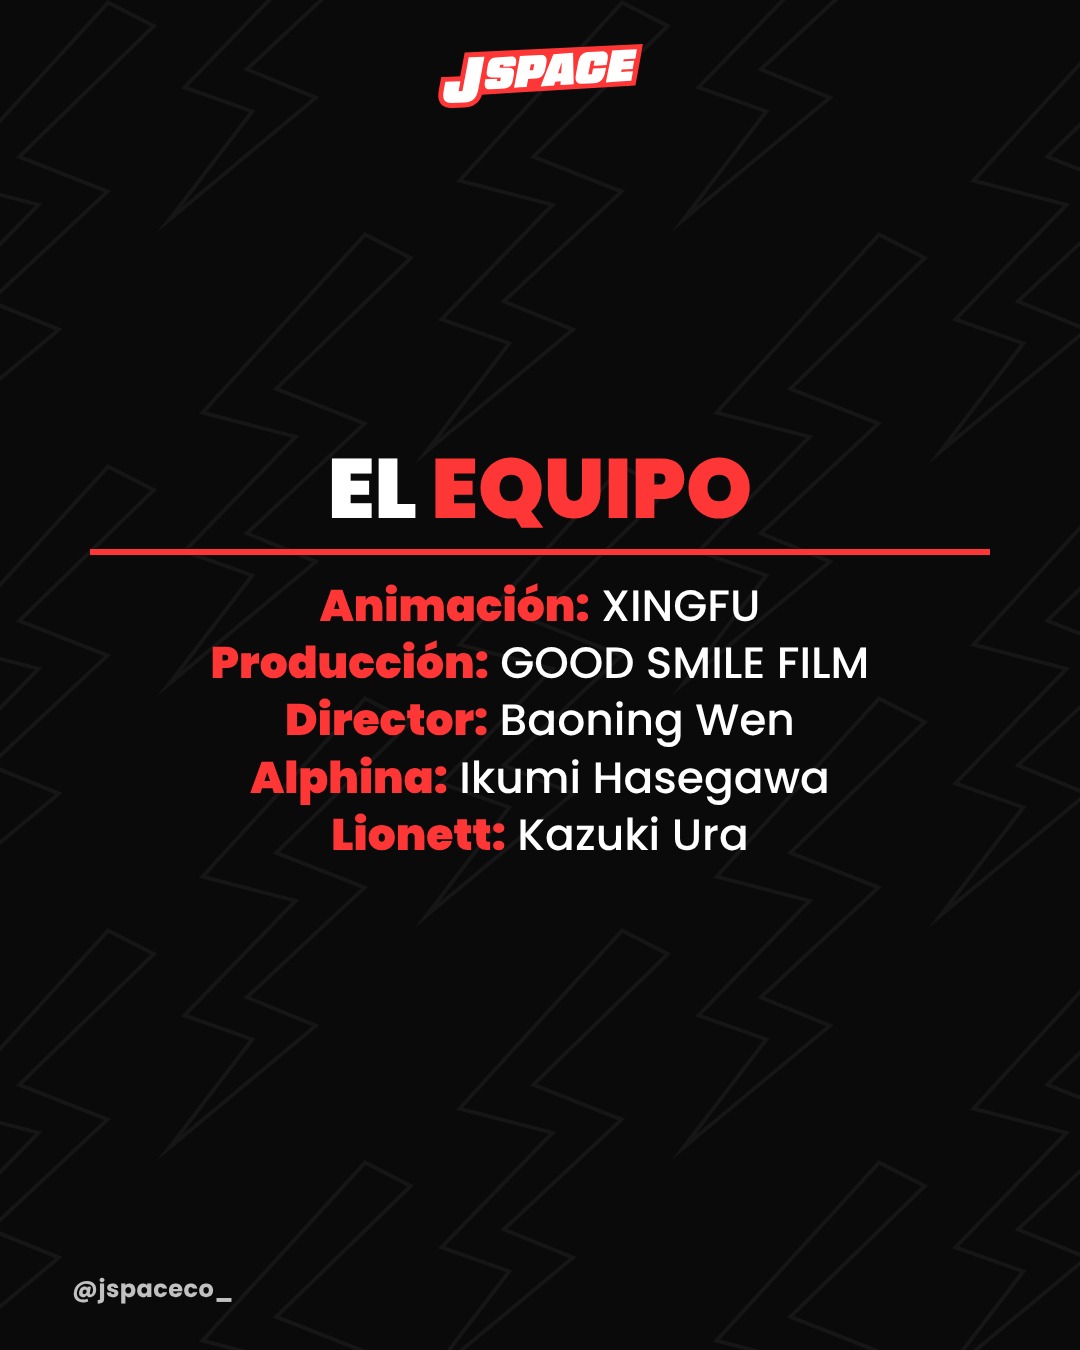 JSPACE
EL EQUIPO
Animación: XINGFU
Producción: GOOD SMILE FILM
Director: Baoning Wen
Alphina: Ikumi Hasegawa
Lionett: Kazuki Ura
@jspaceco_